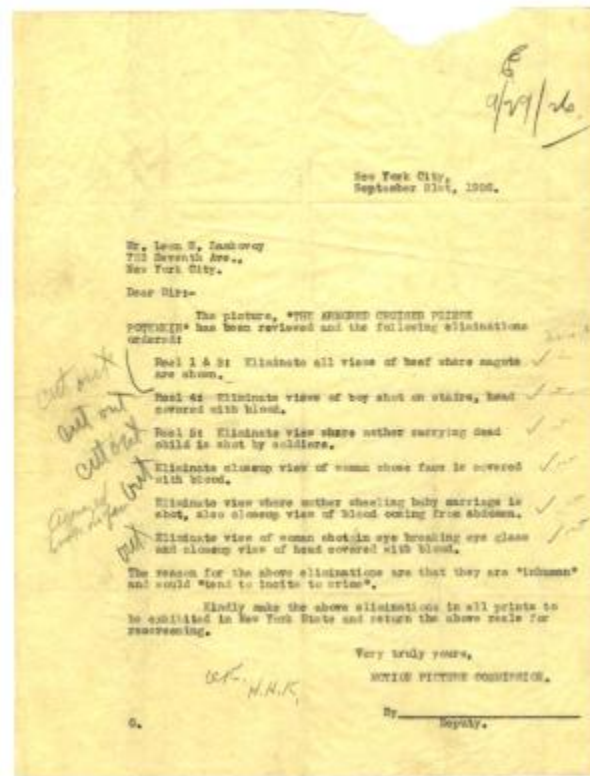 9/29/26
New York City,
September 21st, 1926.
Mr. Leon M.
Seventh Ave.,
New York City.
Dear Sir:-
The picture, "THE ARMORED CRUISER PRINCE
POTEMKIN" has been reviewed and the following eliminations
ordered:
Reel 1 & 2: Eliminate all views of beef where magots
are shown.
cut out
Reel 4: Eliminate views of boy shot on stairs, head
covered with blood.
cut out
Reel 5: Eliminate view where mother carrying dead
child is shot by soldiers.
cut out
Eliminate closeup view of woman whose face is covered
with blood.
out
Eliminate view where mother wheeling baby carriage is
shot, also closeup view of blood coming from abdomen.
Eliminate view of woman shot in eye breaking eye glass
and closeup view of head covered with blood.
out
The reason for the above eliminations are that they are "inhuman"
and would "tend to incite to crime".
Kindly make the above eliminations in all prints to
be exhibited in New York State and return the above reels for
rescreening.
Very truly yours,
MOTION PICTURE COMMISSION.
H.H.K.
By
G.
Deputy.